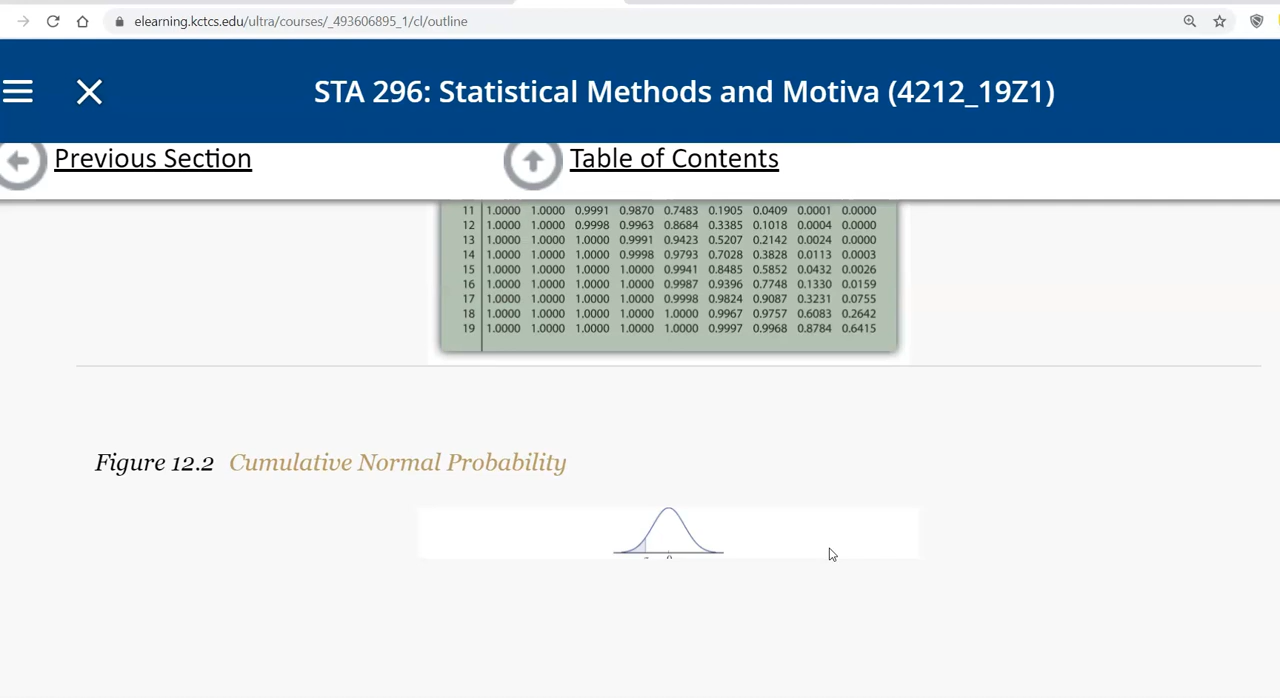 elearning.kctcs.edu/ultra/courses/_493606895_1/cl/outline
STA 296: Statistical Methods and Motiva (4212_19Z1)
Previous Section Table of Contents
11 1.0000 1.0000 0.9991 0.9870 0.7483 0.1905 0.0409 0.0001 0.0000
12 1.0000 1.0000 0.9998 0.9963 0.8684 0.3385 0.1018 0.0004 0.0000
13 1.0000 1.0000 1.0000 0.9991 0.9423 0.5207 0.2142 0.0024 0.0000
14 1.0000 1.0000 1.0000 0.9998 0.9793 0.7028 0.3828 0.0113 0.0003
15 1.0000 1.0000 1.0000 1.0000 0.9941 0.8485 0.5852 0.0432 0.0026
16 1.0000 1.0000 1.0000 1.0000 0.9987 0.9396 0.7748 0.1330 0.0159
17 1.0000 1.0000 1.0000 1.0000 0.9998 0.9824 0.9087 0.3231 0.0755
18 1.0000 1.0000 1.0000 1.0000 1.0000 0.9967 0.9757 0.6083 0.2642
19 1.0000 1.0000 1.0000 1.0000 1.0000 0.9997 0.9968 0.8784 0.6415
Figure 12.2 Cumulative Normal Probability